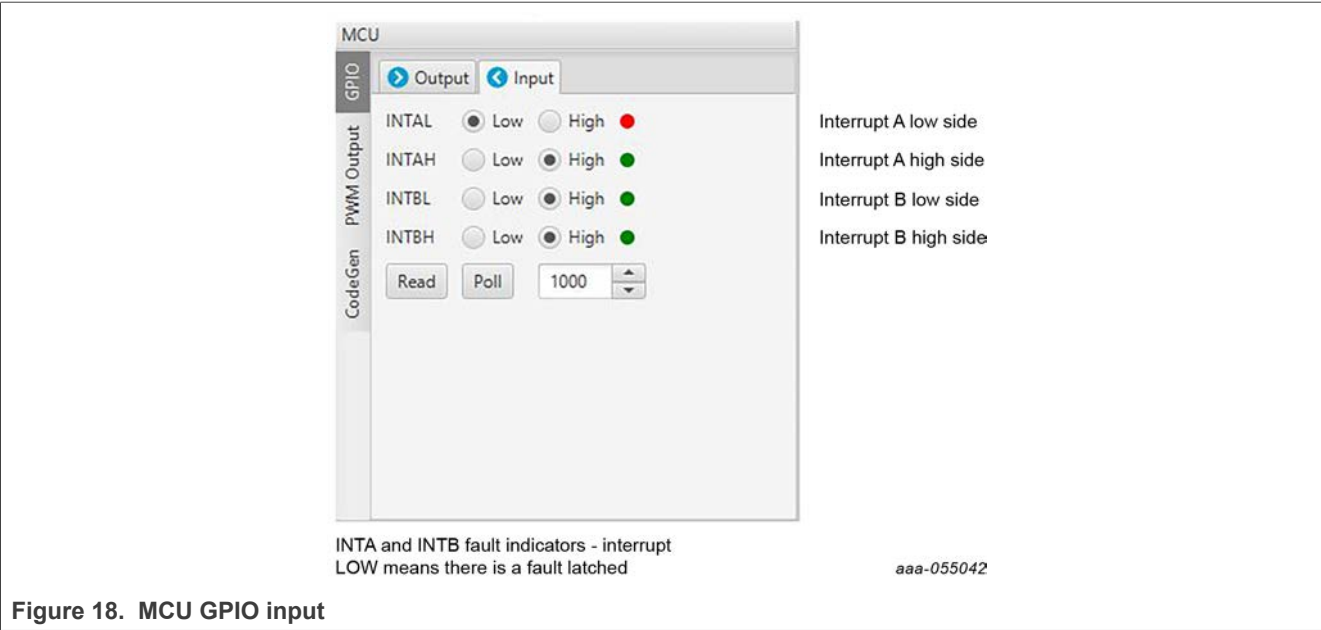 MCU
GPIO
PWM Output
CodeGen
Output Input
INTAL Low High Interrupt A low side
INTAH Low High Interrupt A high side
INTBL Low High Interrupt B low side
INTBH Low High Interrupt B high side
Read Poll 1000
INTA and INTB fault indicators - interrupt
LOW means there is a fault latched aaa-055042
Figure 18. MCU GPIO input